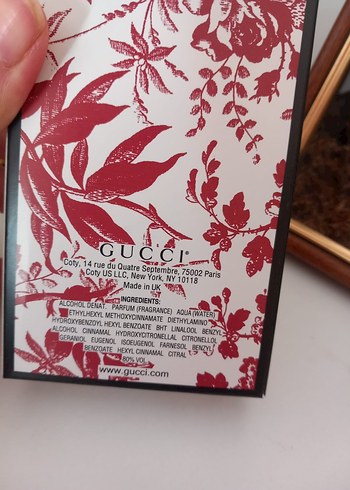 GUCCI®
Coty, 14 rue du Quatre Septembre, 75002 Paris
Coty US LLC, New York, NY 10118
Made in UK
INGREDIENTS:
ALCOHOL DENAT. PARFUM (FRAGRANCE) AQUA (WATER)
ETHYLHEXYL METHOXYCINNAMATE DIETHYLAMINO
HYDROXYBENZOYL HEXYL BENZOATE BHT LINALOOL BENZYL
ALCOHOL CINNAMAL HYDROXYCITRONELLAL CITRONELLOL
GERANIOL EUGENOL ISOEUGENOL FARNESOL BENZYL
BENZOATE HEXYL CINNAMAL CITRAL
80% VOL
www.gucci.com